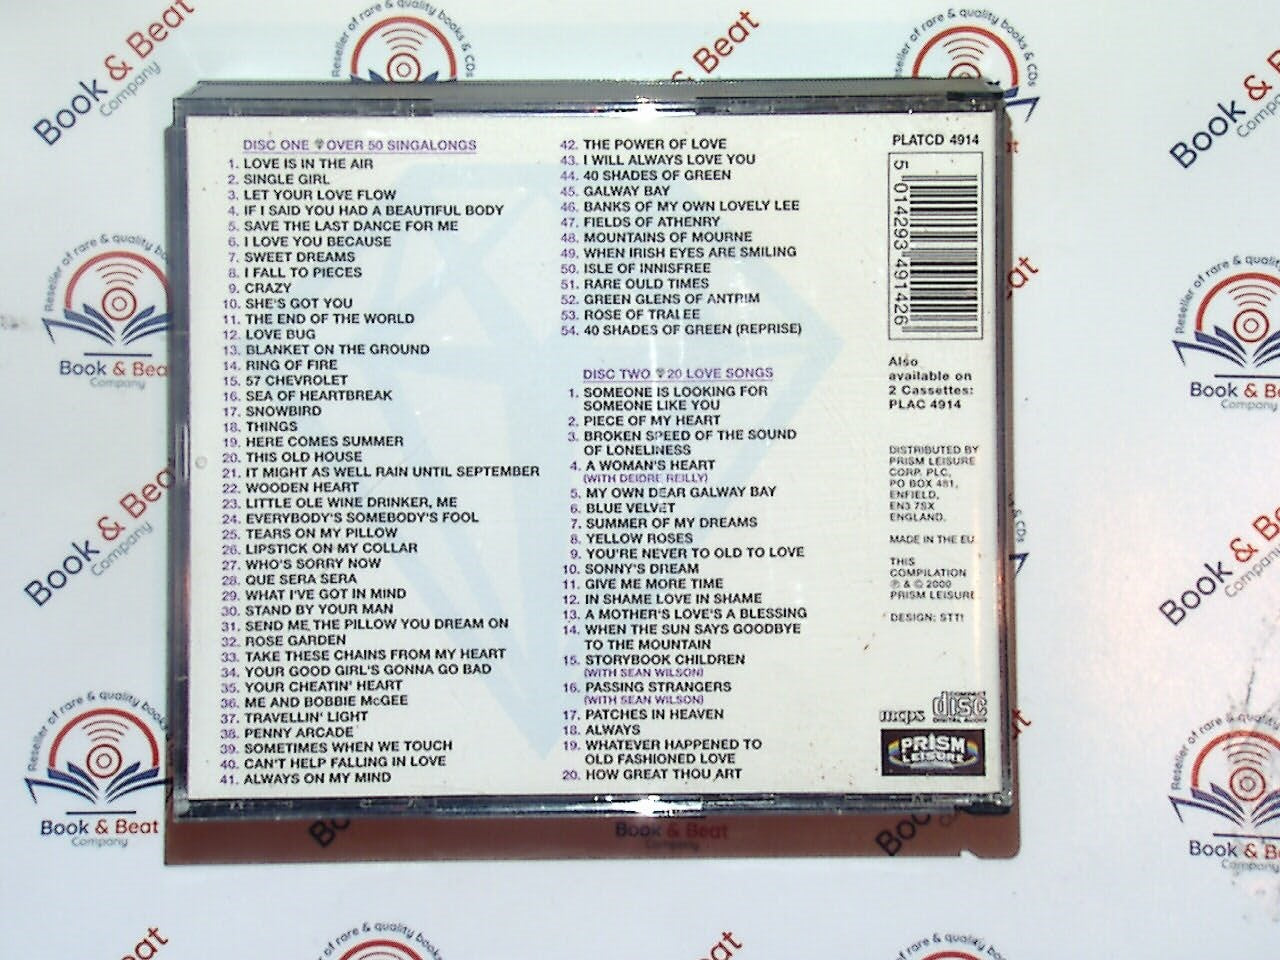 DISC ONE OVER 50 SINGALONGS
1. LOVE IS IN THE AIR
2. SINGLE GIRL
3. LET YOUR LOVE FLOW
4. IF I SAID YOU HAD A BEAUTIFUL BODY
5. SAVE THE LAST DANCE FOR ME
6. I LOVE YOU BECAUSE
7. SWEET DREAMS
8. I FALL TO PIECES
9. CRAZY
10. SHE'S GOT YOU
11. THE END OF THE WORLD
12. LOVE BUG
13. BLANKET ON THE GROUND
14. RING OF FIRE
15. 57 CHEVROLET
16. SEA OF HEARTBREAK
17. SNOWBIRD
18. THINGS
19. HERE COMES SUMMER
20. THIS OLD HOUSE
21. IT MIGHT AS WELL RAIN UNTIL SEPTEMBER
22. WOODEN HEART
23. LITTLE OLE WINE DRINKER, ME
24. EVERYBODY'S SOMEBODY'S FOOL
25. TEARS ON MY PILLOW
26. LIPSTICK ON MY COLLAR
27. WHO'S SORRY NOW
28. QUE SERA SERA
29. WHAT I'VE GOT IN MIND
30. STAND BY YOUR MAN
31. SEND ME THE PILLOW YOU DREAM ON
32. ROSE GARDEN
33. TAKE THESE CHAINS FROM MY HEART
34. YOUR GOOD GIRL'S GONNA GO BAD
35. YOUR CHEATIN' HEART
36. ME AND BOBBIE McGEE
37. TRAVELLIN' LIGHT
38. PENNY ARCADE
39. SOMETIMES WHEN WE TOUCH
40. CAN'T HELP FALLING IN LOVE
41. ALWAYS ON MY MIND
42. THE POWER OF LOVE
43. I WILL ALWAYS LOVE YOU
44. 40 SHADES OF GREEN
45. GALWAY BAY
46. BANKS OF MY OWN LOVELY LEE
47. FIELDS OF ATHENRY
48. MOUNTAINS OF MOURNE
49. WHEN IRISH EYES ARE SMILING
50. ISLE OF INNISFREE
51. RARE OULD TIMES
52. GREEN GLENS OF ANTRIM
53. ROSE OF TRALEE
54. 40 SHADES OF GREEN (REPRISE)
DISC TWO 20 LOVE SONGS
1. SOMEONE IS LOOKING FOR
SOMEONE LIKE YOU
2. PIECE OF MY HEART
3. BROKEN SPEED OF THE SOUND
OF LONELINESS
4. A WOMAN'S HEART
(WITH DEIDRE REILLY)
5. MY OWN DEAR GALWAY BAY
6. BLUE VELVET
7. SUMMER OF MY DREAMS
8. YELLOW ROSES
9. YOU'RE NEVER TO OLD TO LOVE
10. SONNY'S DREAM
11. GIVE ME MORE TIME
12. IN SHAME LOVE IN SHAME
13. A MOTHER'S LOVE'S A BLESSING
14. WHEN THE SUN SAYS GOODBYE
TO THE MOUNTAIN
15. STORYBOOK CHILDREN
(WITH SEAN WILSON)
16. PASSING STRANGERS
(WITH SEAN WILSON)
17. PATCHES IN HEAVEN
18. ALWAYS
19. WHATEVER HAPPENED TO
OLD FASHIONED LOVE
20. HOW GREAT THOU ART
PLATCD 4914
5 014293 491426
Also
available on
2 Cassettes:
PLAC 4914
DISTRIBUTED BY
PRISM LEISURE
CORP. PLC,
PO BOX 481,
ENFIELD,
EN3 7SX
ENGLAND.
MADE IN THE EU
THIS
COMPILATION
℗ & © 2000
PRISM LEISURE
DESIGN: STTI
mcps
COMPACT
disc
DIGITAL AUDIO
PRISM
LEISURE
Reseller of rare & quality books & CDs
Book & Beat
Company